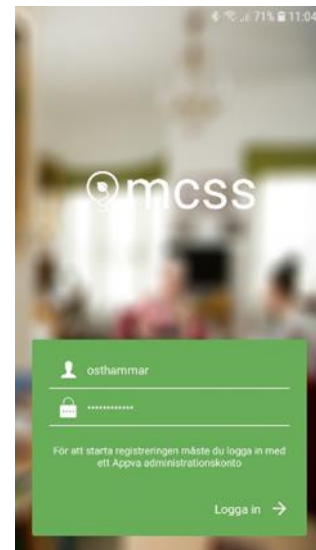 71% 11:04
mcss
osthammar
············
För att starta registreringen måste du logga in med
ett Appva administrationskonto
Logga in →